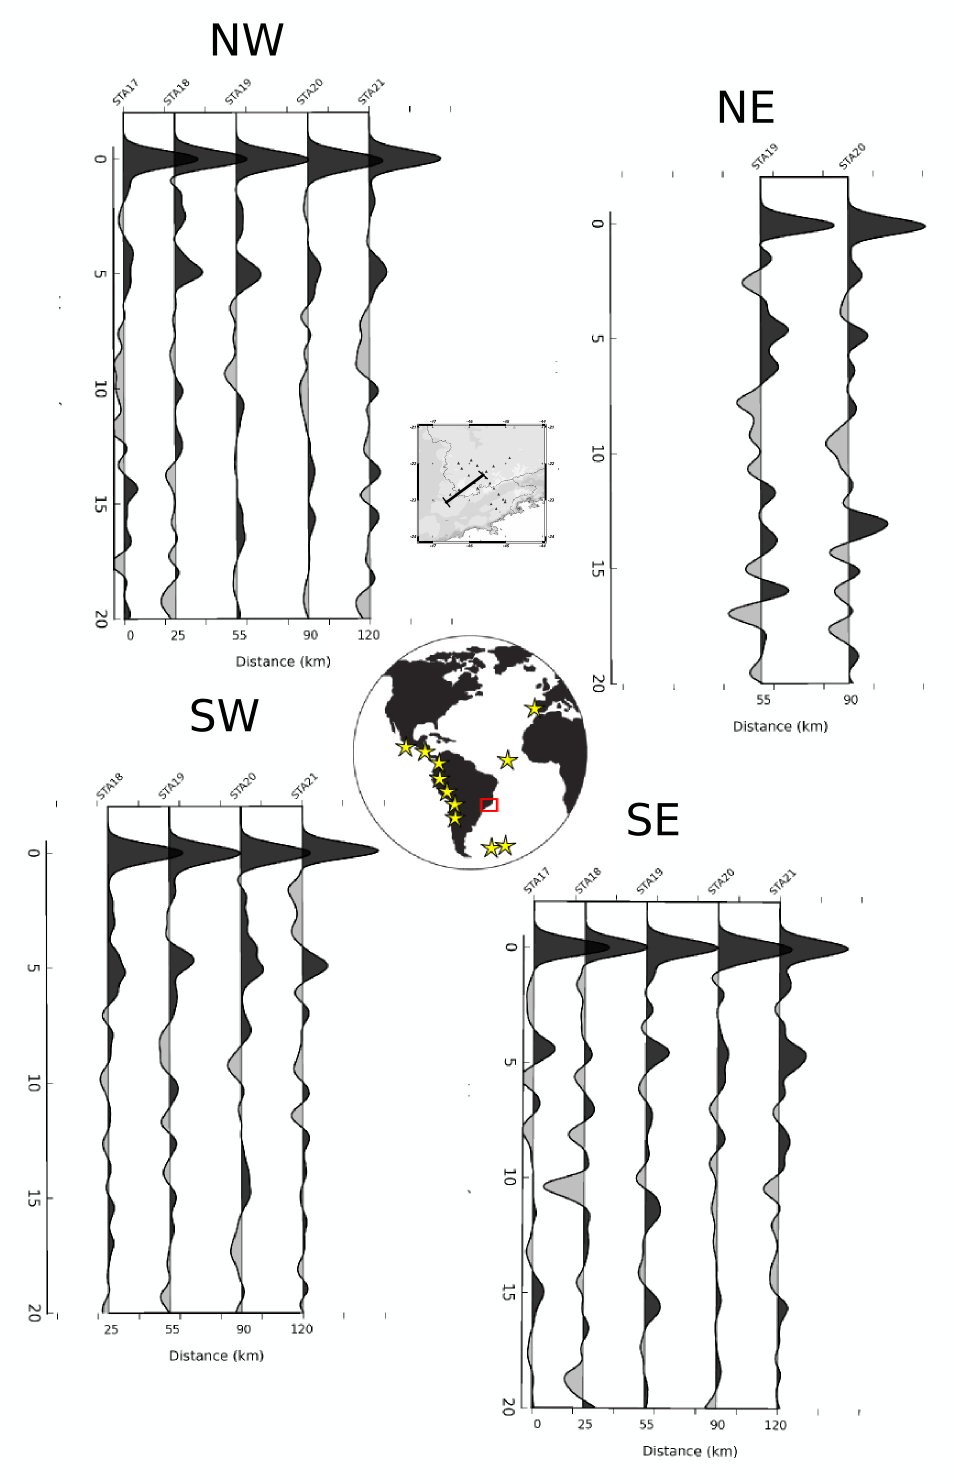 NW
STA17 STA18 STA19 STA20 STA21
0
5
10
15
20
0 25 55 90 120
Distance (km)
NE
STA19 STA20
0
5
10
15
20
55 90
Distance (km)
SW
STA18 STA19 STA20 STA21
0
5
10
15
20
25 55 90 120
Distance (km)
SE
STA17 STA18 STA19 STA20 STA21
0
5
10
15
20
0 25 55 90 120
Distance (km)